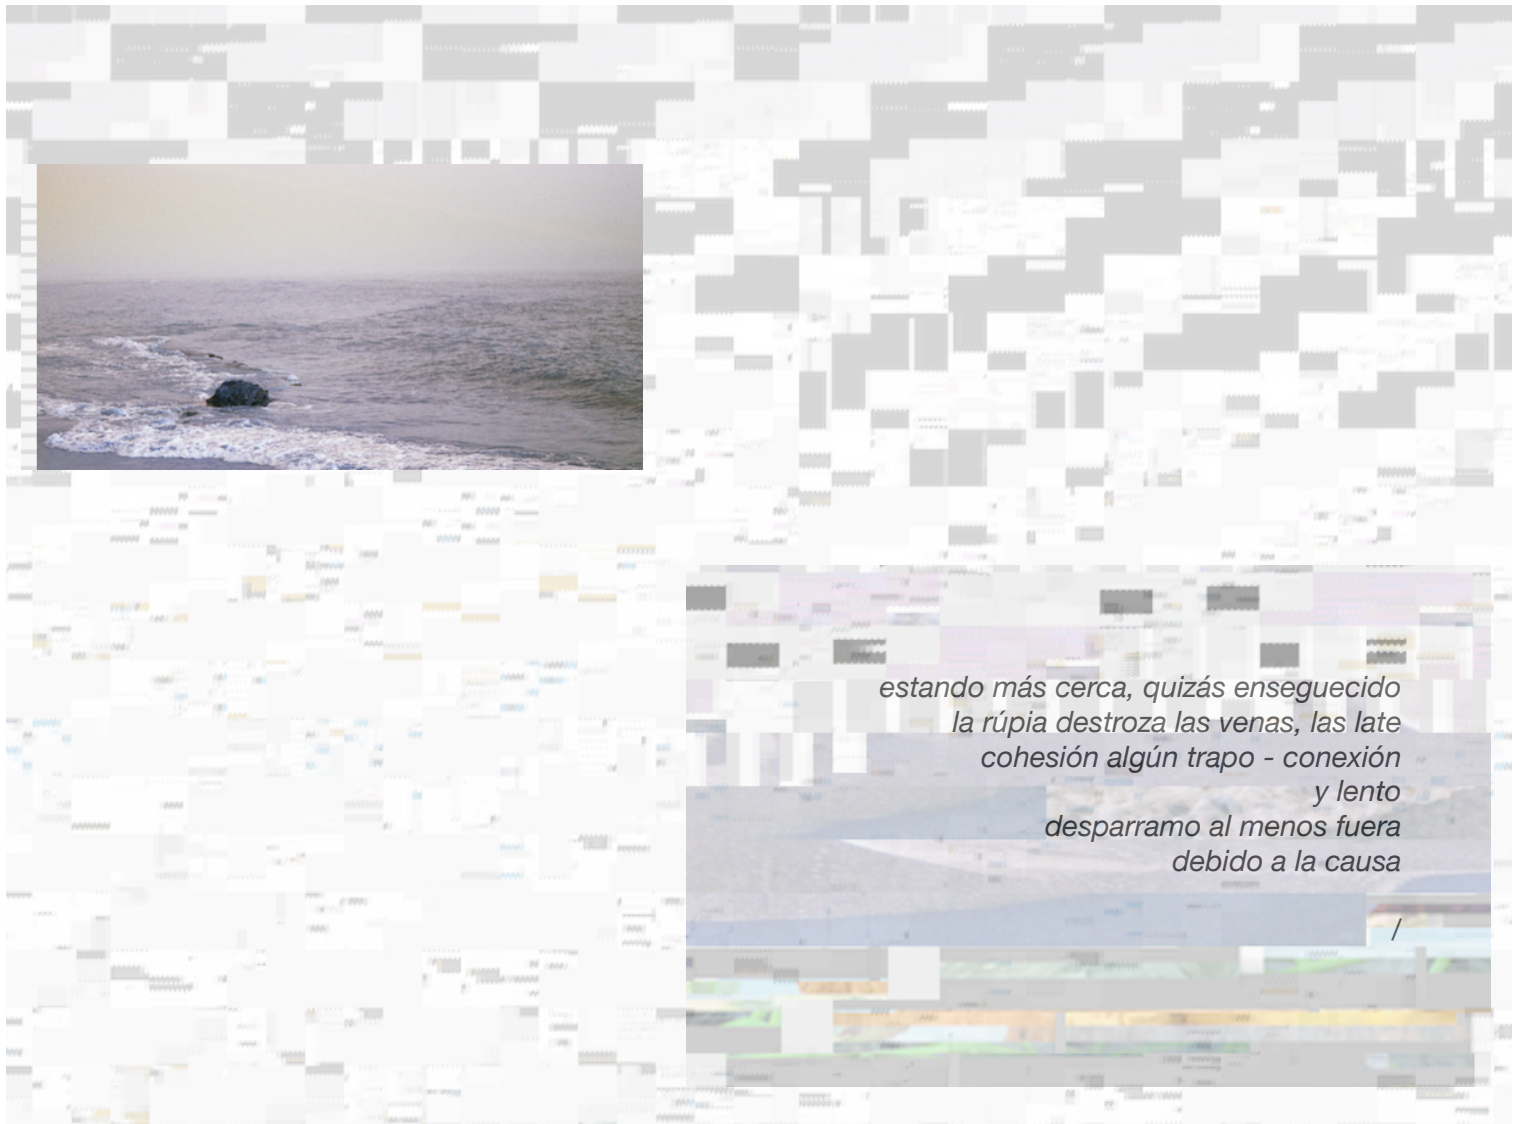 estando más cerca, quizás enseguecido
la rúpia destroza las venas, las late
cohesión algún trapo - conexión
y lento
desparramo al menos fuera
debido a la causa
/